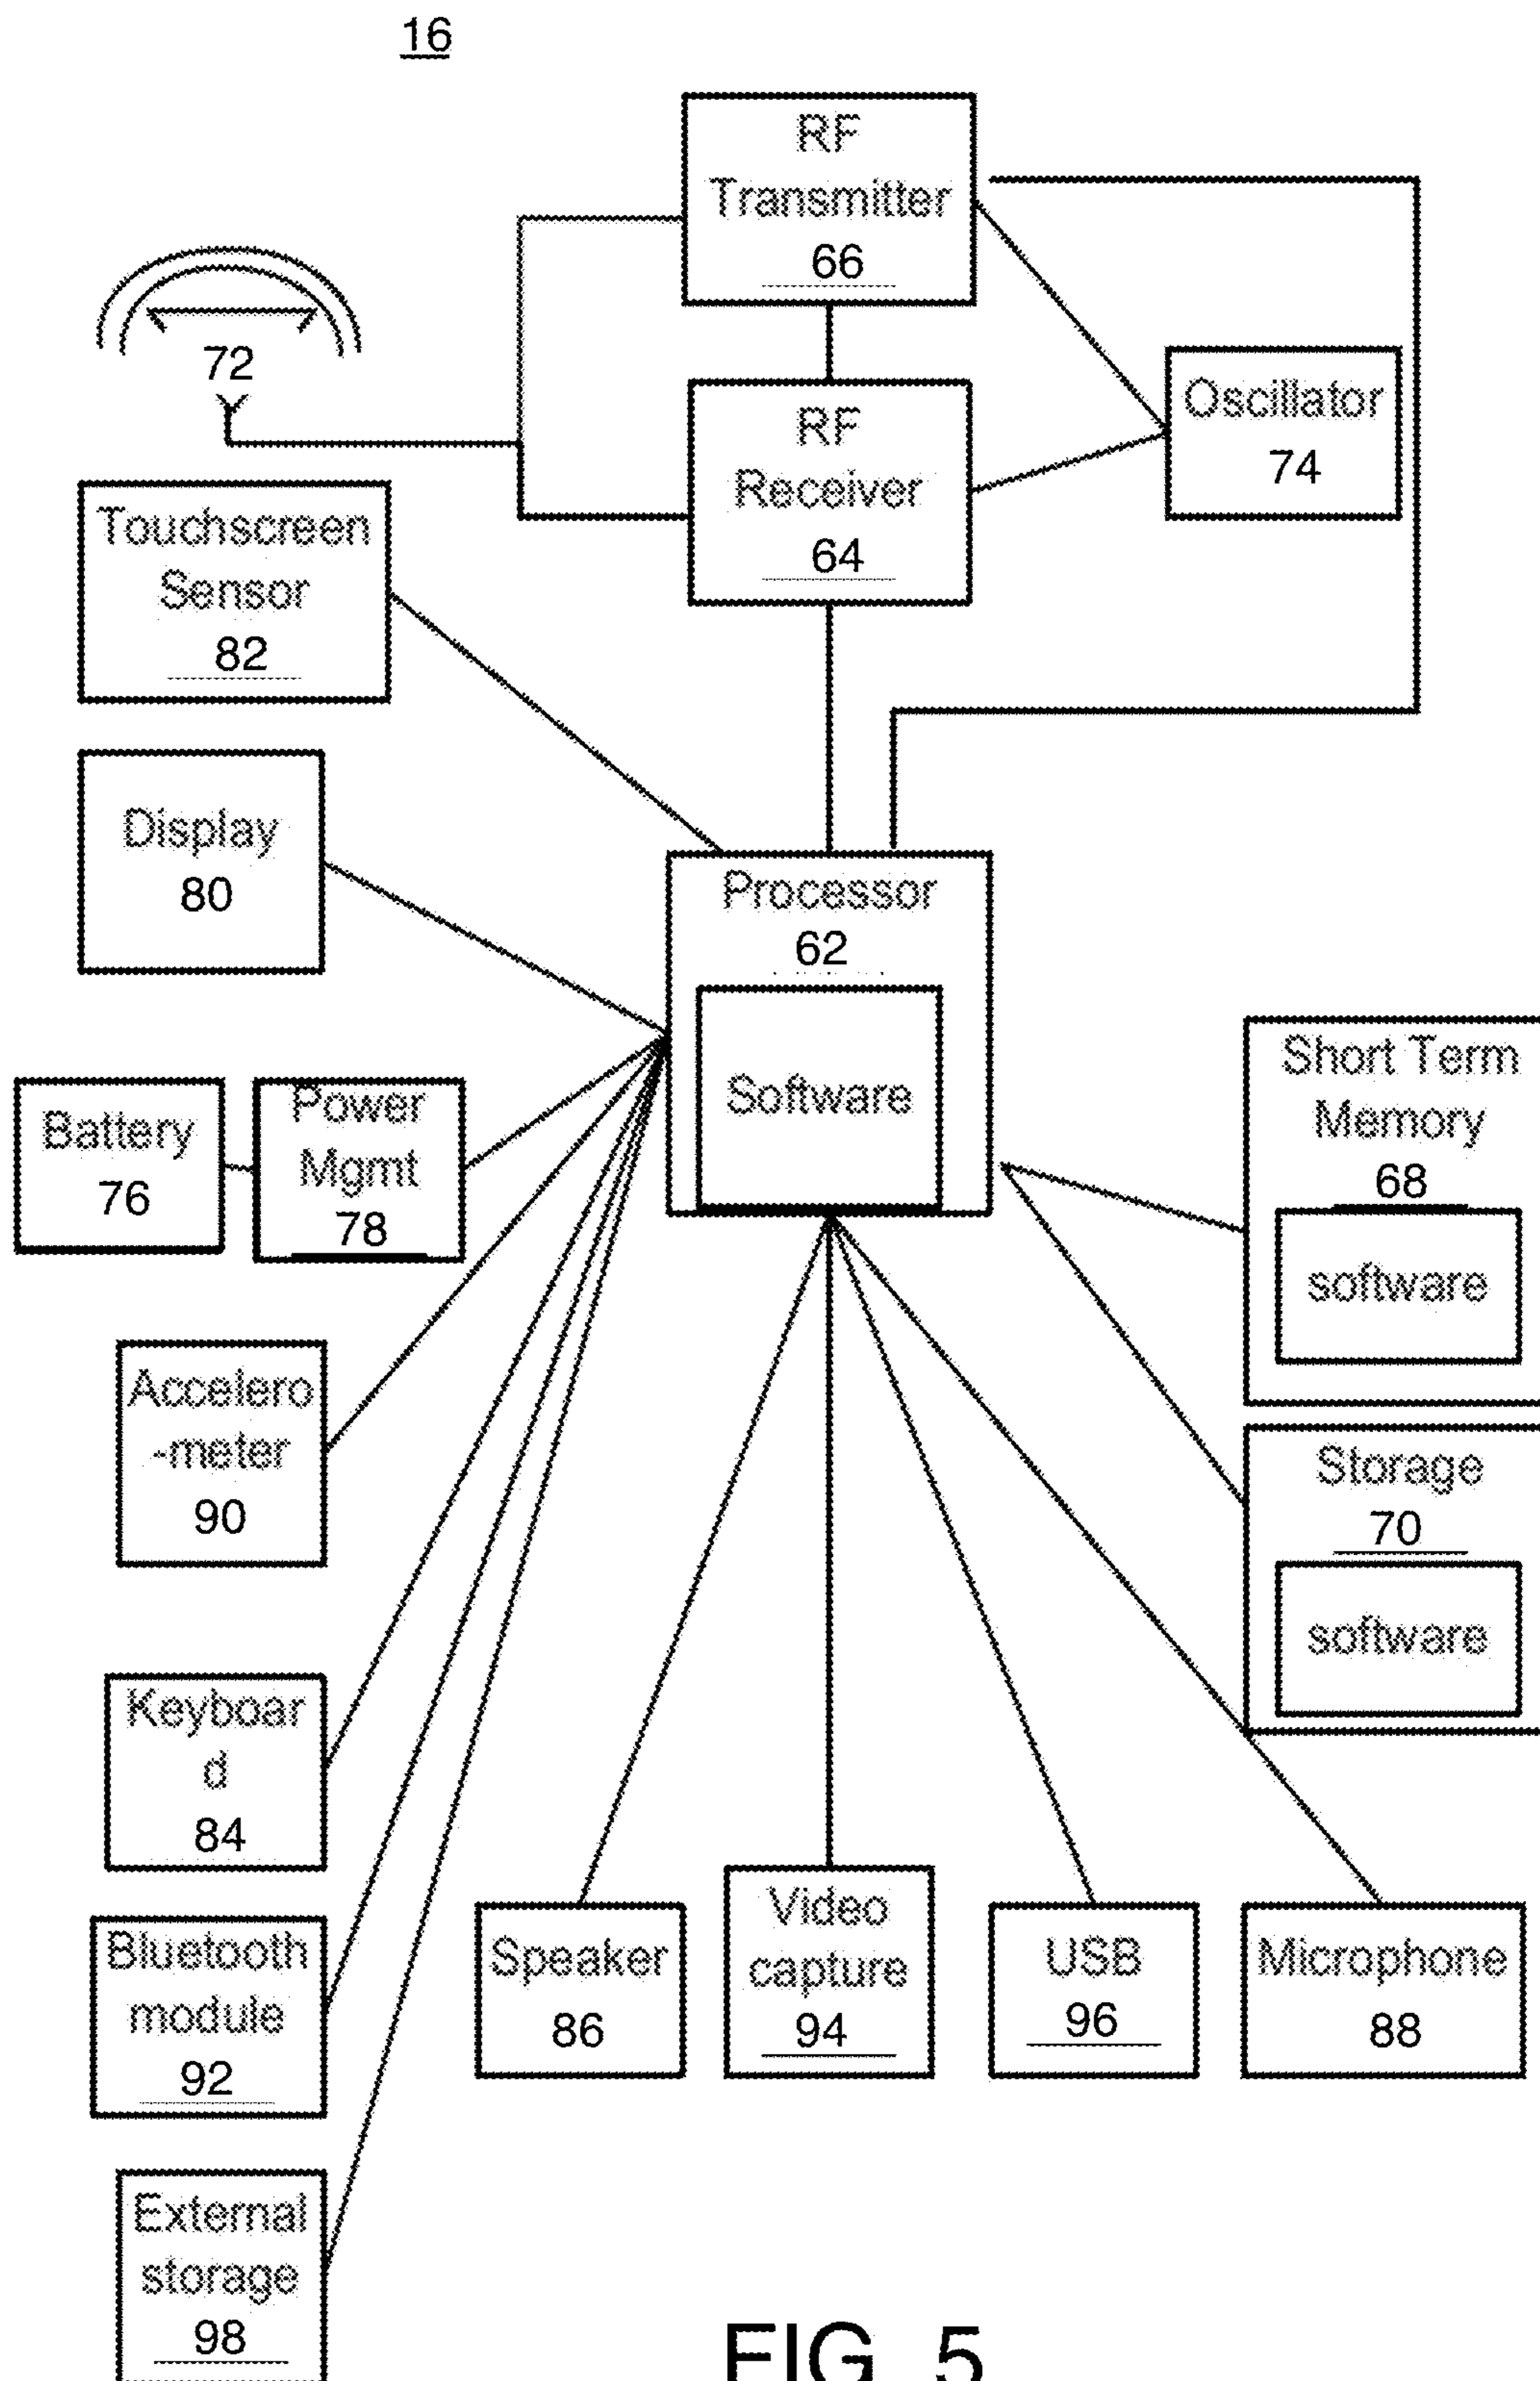 16
RF
Transmitter
66
72
RF
Receiver
64
Oscillator
74
Touchscreen
Sensor
82
Display
80
Processor
62
Software
Battery
76
Power
Mgmt
78
Short Term
Memory
68
software
Accelero
-meter
90
Storage
70
software
Keyboar
d
84
Bluetooth
module
92
Speaker
86
Video
capture
94
USB
96
Microphone
88
External
storage
98
FIG. 5